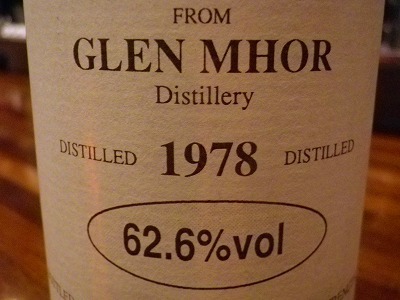 FROM
GLEN MHOR
Distillery
DISTILLED 1978 DISTILLED
62.6%vol